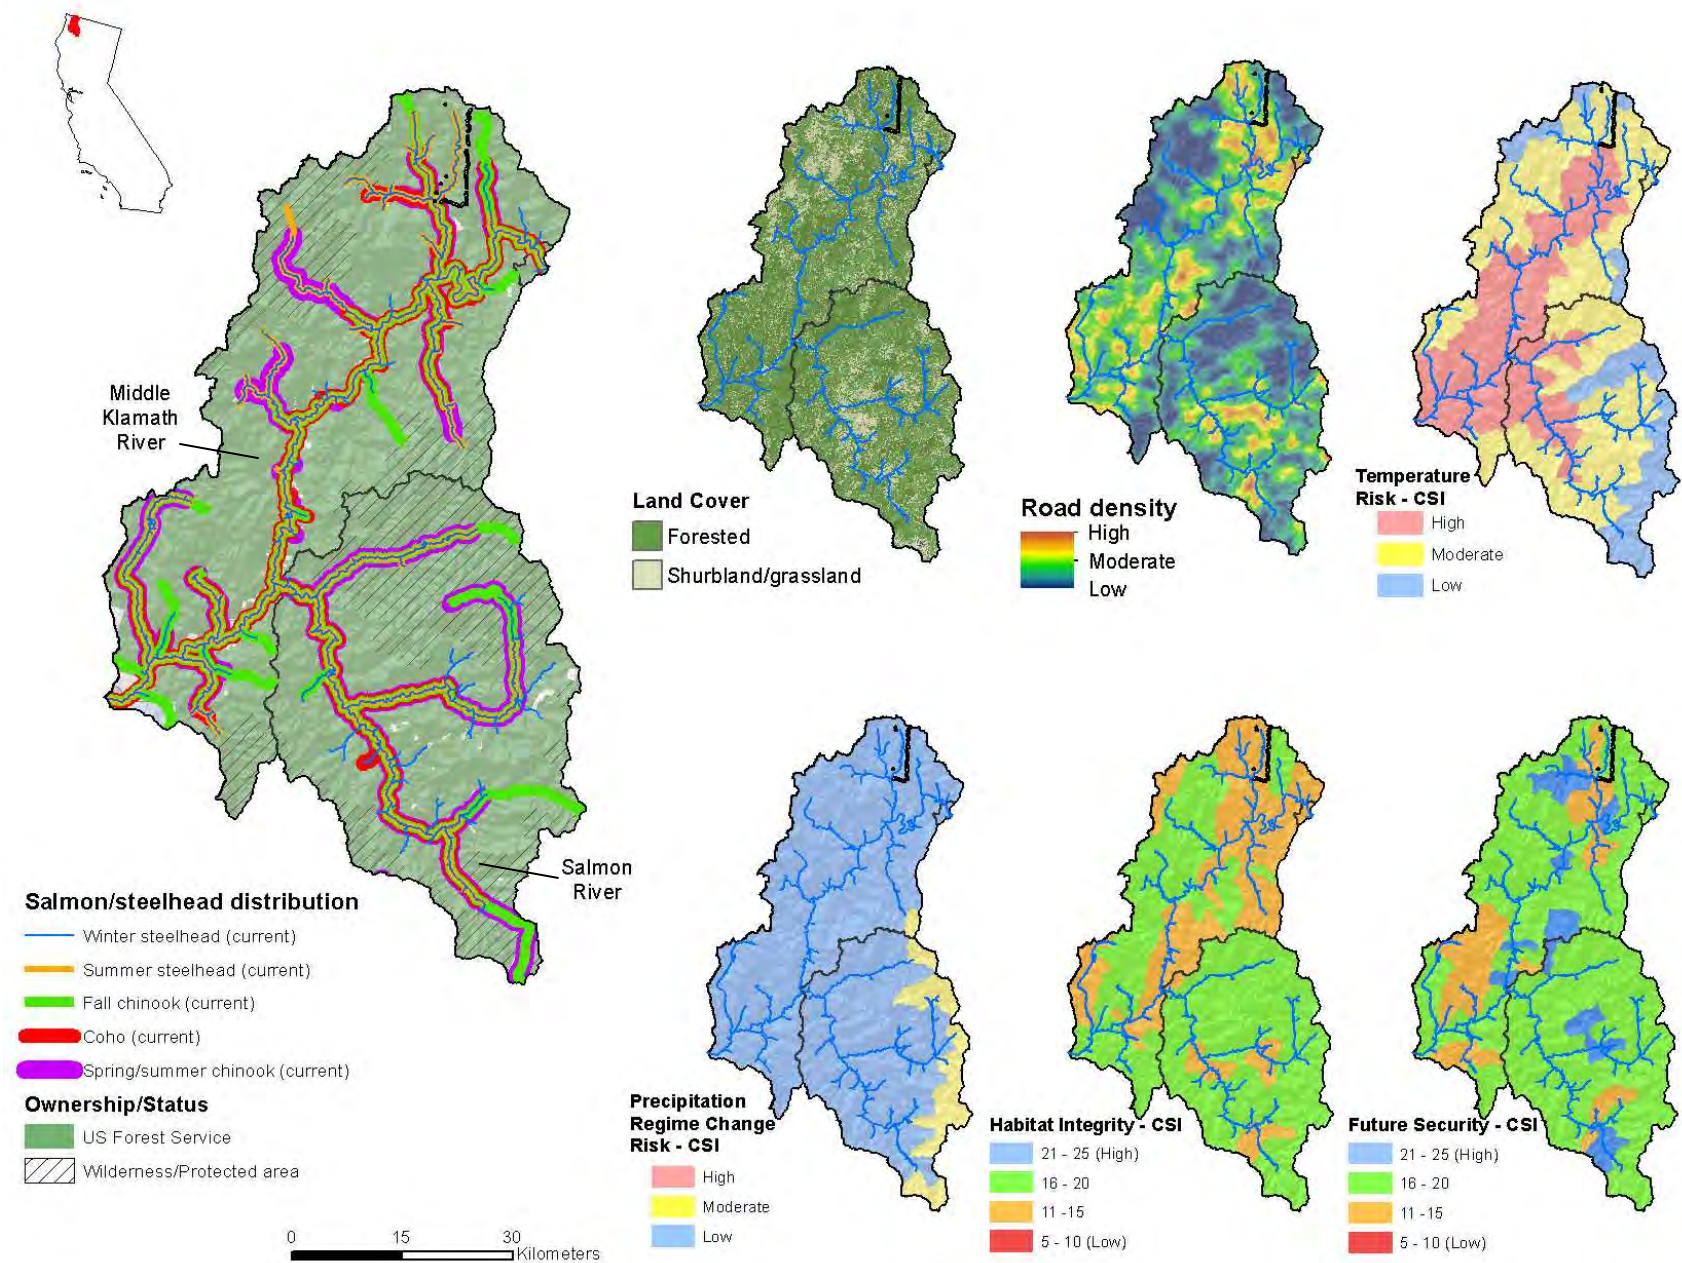 Middle
Klamath
River
Salmon
River
Salmon/steelhead distribution
Winter steelhead (current)
Summer steelhead (current)
Fall chinook (current)
Coho (current)
Spring/summer chinook (current)
Ownership/Status
US Forest Service
Wilderness/Protected area
0 15 30
Kilometers
Land Cover
Forested
Shurbland/grassland
Road density
High
Moderate
Low
Temperature
Risk - CSI
High
Moderate
Low
Precipitation
Regime Change
Risk - CSI
High
Moderate
Low
Habitat Integrity - CSI
21 - 25 (High)
16 - 20
11 -15
5 - 10 (Low)
Future Security - CSI
21 - 25 (High)
16 - 20
11 -15
5 - 10 (Low)